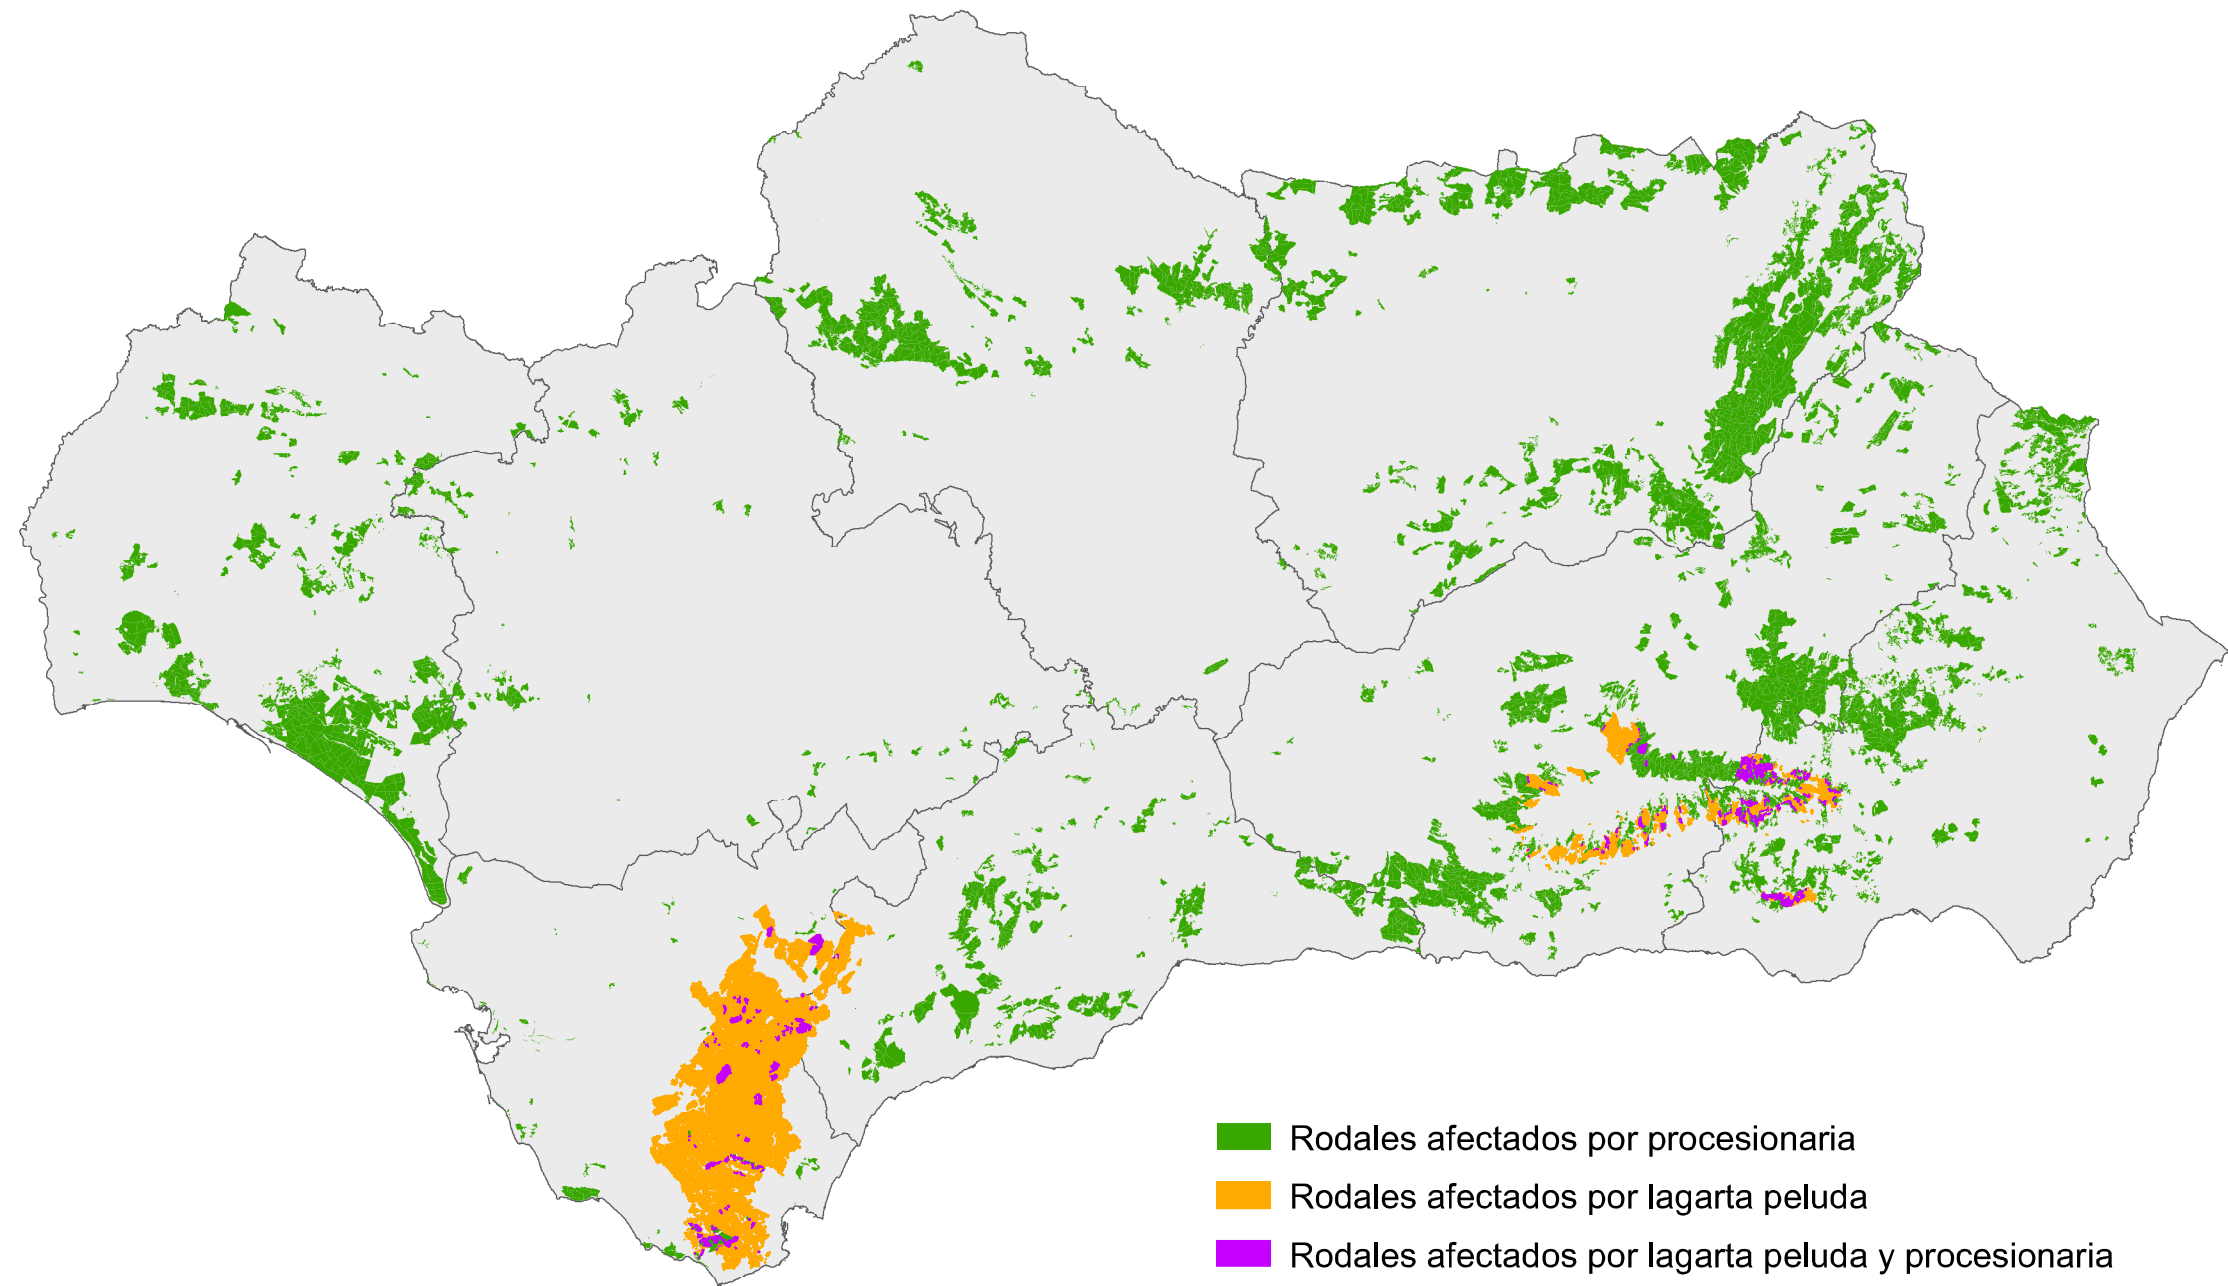 Rodales afectados por procesionaria
Rodales afectados por lagarta peluda
Rodales afectados por lagarta peluda y procesionaria